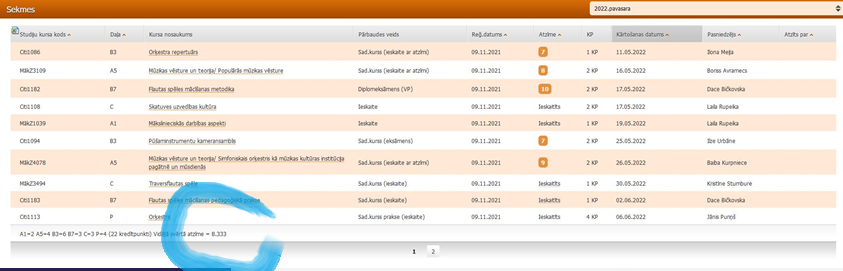 Sekmes
2022.pavasara
Studiju kursa kods Daļa Kursa nosaukums Pārbaudes veids Reģ.datums Atzīme KP Kārtošanas datums Pasniedzējs Atzīts par
Citi1086 B3 Orķestra repertuārs Sad.kurss (ieskaite ar atzīmi) 09.11.2021 7 1 KP 11.05.2022 Ilona Meija
MākZ3109 A5 Mūzikas vēsture un teorija/ Populārās mūzikas vēsture Sad.kurss (ieskaite ar atzīmi) 09.11.2021 8 2 KP 16.05.2022 Boriss Avramecs
Citi1182 B7 Flautas spēles mācīšanas metodika Diplomeksāmens (VP) 09.11.2021 10 2 KP 17.05.2022 Dace Bičkovska
Citi1108 C Skatuves uzvedības kultūra Ieskaite 09.11.2021 Ieskaitīts 2 KP 17.05.2022 Laila Rupeika
MākZ1039 A1 Mākslinieciskās darbības aspekti Ieskaite 09.11.2021 Ieskaitīts 1 KP 19.05.2022 Laila Rupeika
Citi1094 B3 Pūšaminstrumentu kameransamblis Sad.kurss (eksāmens) 09.11.2021 7 2 KP 25.05.2022 Ilze Urbāne
MākZ4078 A5 Mūzikas vēsture un teorija/ Simfoniskais orķestris kā mūzikas kultūras institūcija
pagātnē un mūsdienās Sad.kurss (ieskaite ar atzīmi) 09.11.2021 9 2 KP 26.05.2022 Baiba Kurpniece
MākZ3494 C Traversflautas spēle Sad.kurss (ieskaite) 09.11.2021 Ieskaitīts 1 KP 30.05.2022 Kristīne Stumbure
Citi1183 B7 Flautas spēles mācīšanas pedagoģiskā prakse Sad.kurss (ieskaite) 09.11.2021 Ieskaitīts 1 KP 02.06.2022 Dace Bičkovska
Citi1113 P Orķestris Sad.kurss prakse (ieskaite) 09.11.2021 Ieskaitīts 4 KP 06.06.2022 Jānis Puriņš
A1=2 A5=4 B3=6 B7=3 C=3 P=4 (22 kredītpunkti) Vidējā svērtā atzīme = 8.333
1 2